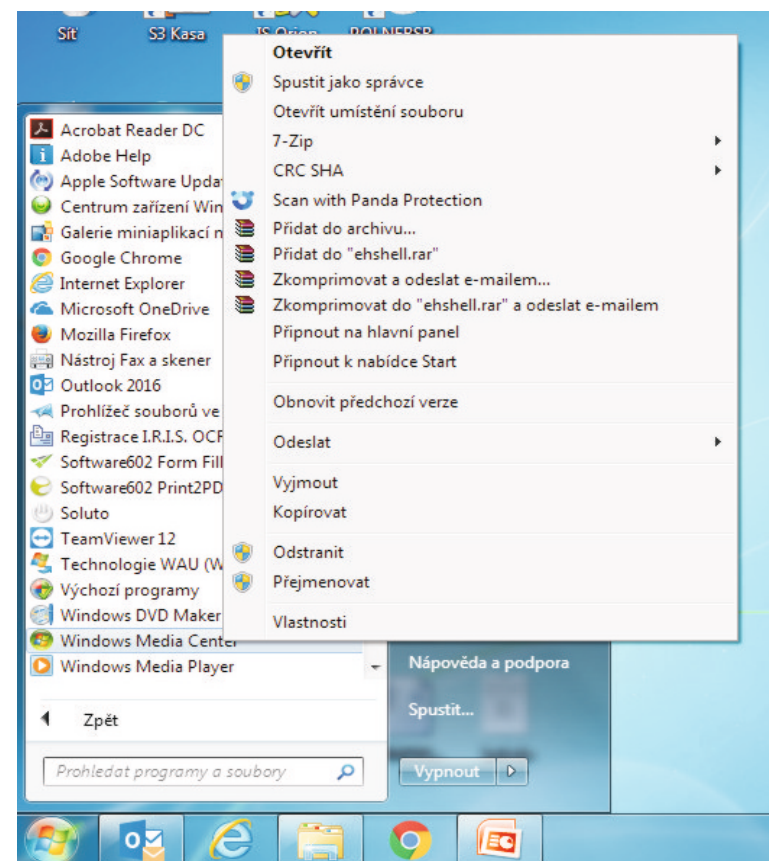 Síť
S3 Kasa
IS Orion
Otevřít
Spustit jako správce
Otevřít umístění souboru
7-Zip
CRC SHA
Scan with Panda Protection
Přidat do archivu...
Přidat do "ehshell.rar"
Zkomprimovat a odeslat e-mailem...
Zkomprimovat do "ehshell.rar" a odeslat e-mailem
Připnout na hlavní panel
Připnout k nabídce Start
Obnovit předchozí verze
Odeslat
Vyjmout
Kopírovat
Odstranit
Přejmenovat
Vlastnosti
Acrobat Reader DC
Adobe Help
Apple Software Upda
Centrum zařízení Win
Galerie miniaplikací n
Google Chrome
Internet Explorer
Microsoft OneDrive
Mozilla Firefox
Nástroj Fax a skener
Outlook 2016
Prohlížeč souborů ve
Registrace I.R.I.S. OCR
Software602 Form Fill
Software602 Print2PD
Soluto
TeamViewer 12
Technologie WAU (W
Výchozí programy
Windows DVD Maker
Windows Media Center
Windows Media Player
Zpět
Prohledat programy a soubory
Nápověda a podpora
Spustit...
Vypnout